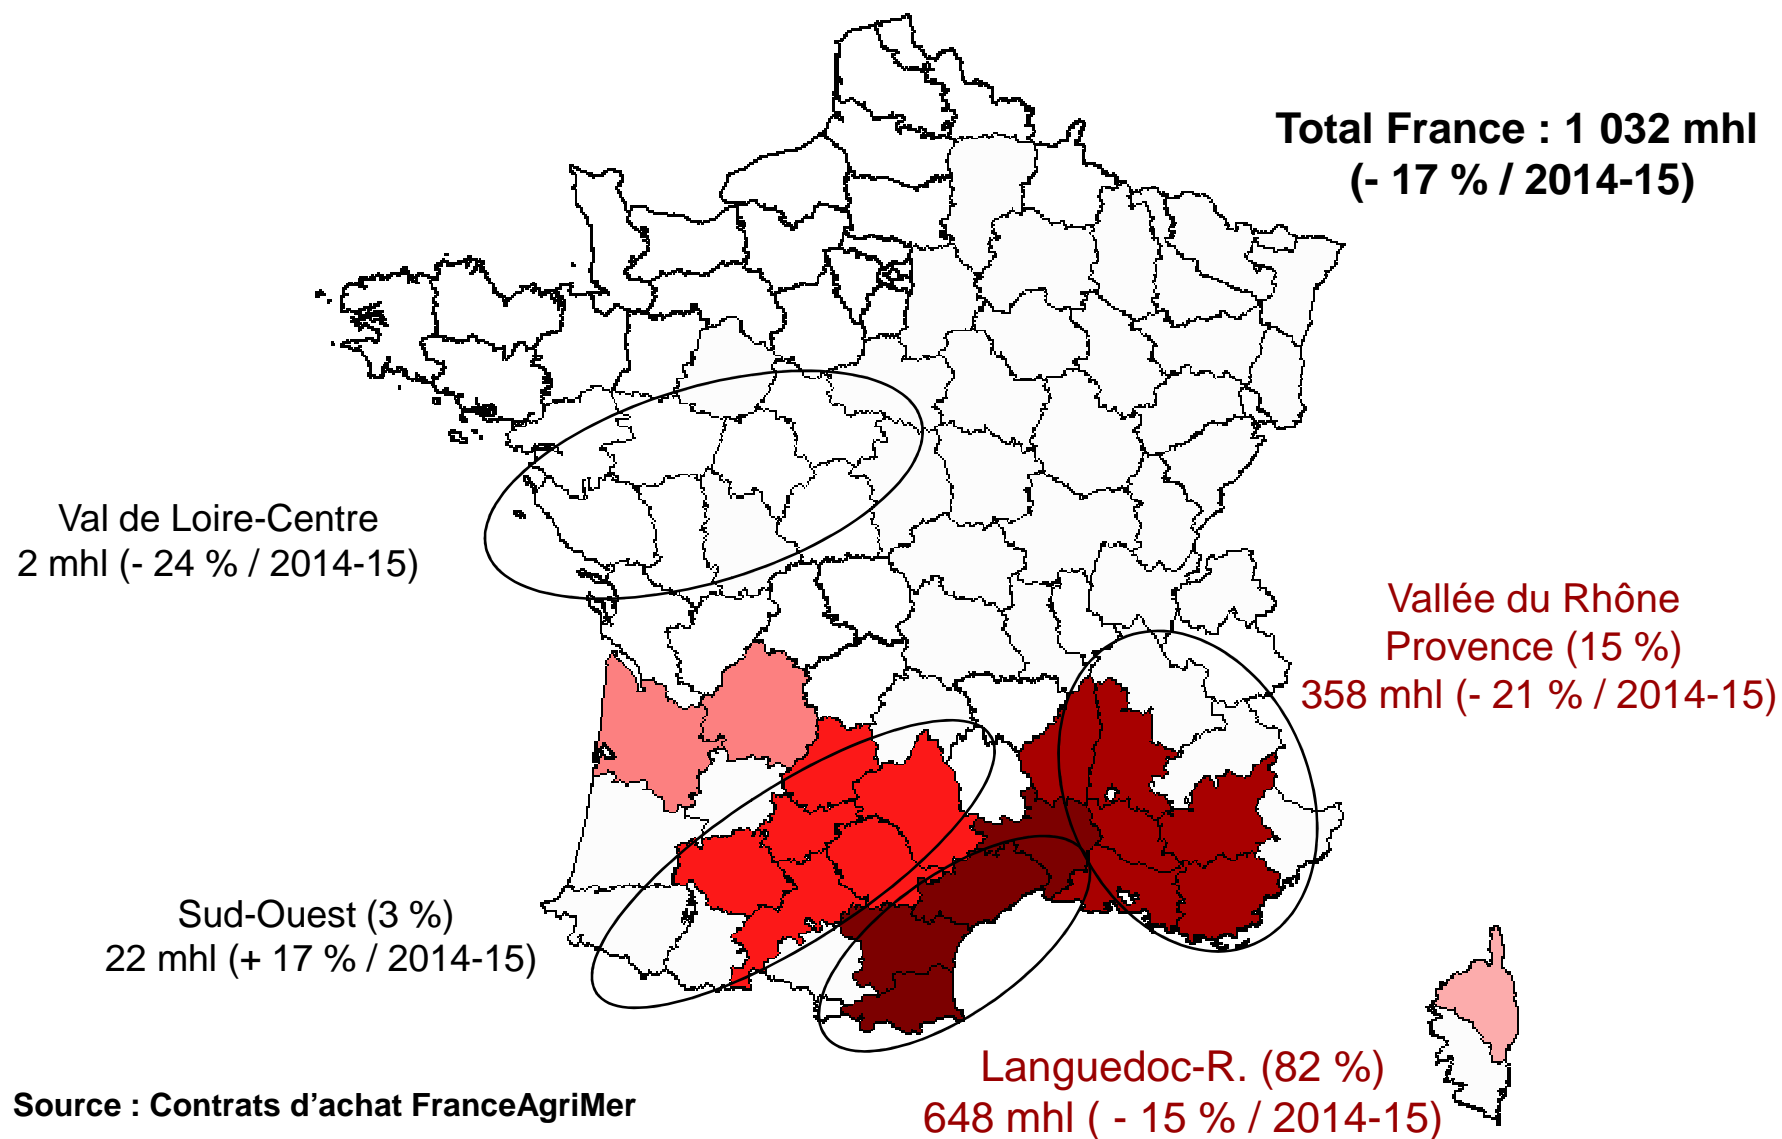 Total France : 1 032 mhl
(- 17 % / 2014-15)
Val de Loire-Centre
2 mhl (- 24 % / 2014-15)
Vallée du Rhône
Provence (15 %)
358 mhl (- 21 % / 2014-15)
Sud-Ouest (3 %)
22 mhl (+ 17 % / 2014-15)
Languedoc-R. (82 %)
648 mhl ( - 15 % / 2014-15)
Source : Contrats d’achat FranceAgriMer